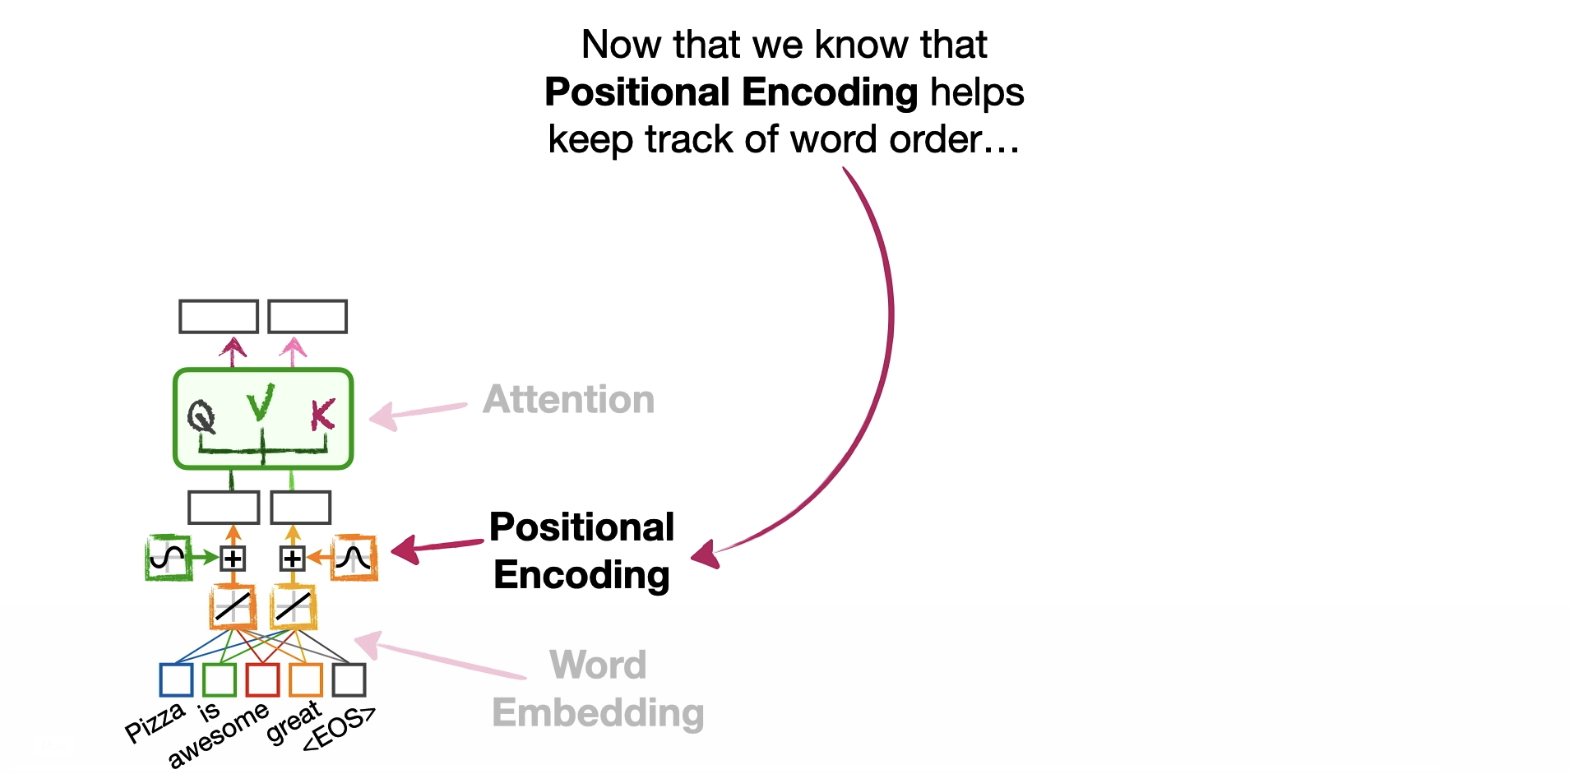 Now that we know that
Positional Encoding helps
keep track of word order…
Attention
Q V K
Positional
Encoding
+ +
Word
Embedding
Pizza
is
awesome
great
<EOS>